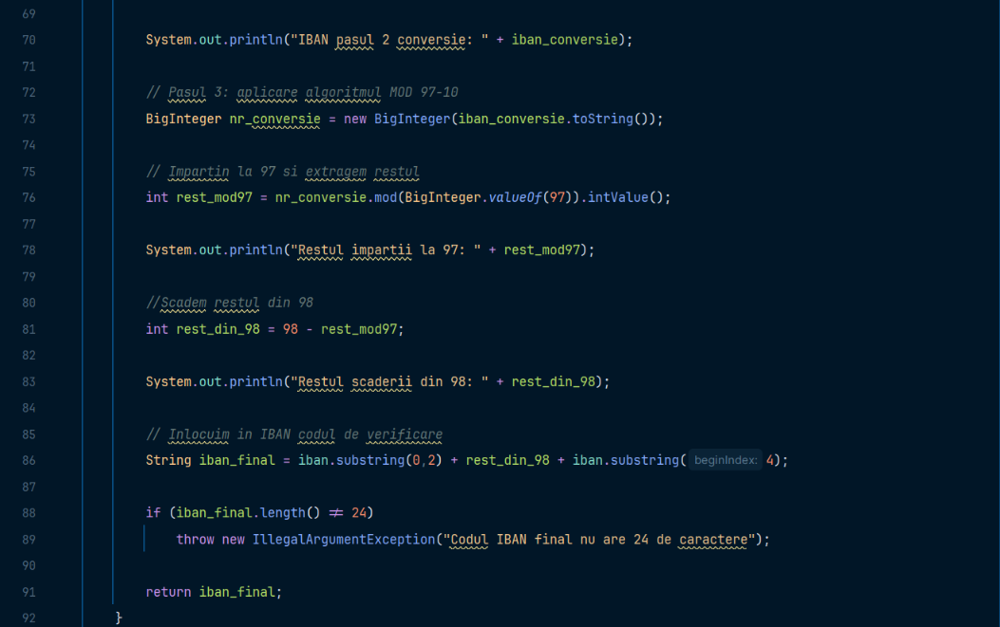 69
70 System.out.println("IBAN pasul 2 conversie: " + iban_conversie);
71
72 // Pasul 3: aplicare algoritmul MOD 97-10
73 BigInteger nr_conversie = new BigInteger(iban_conversie.toString());
74
75 // Impartin la 97 si extragem restul
76 int rest_mod97 = nr_conversie.mod(BigInteger.valueOf(97)).intValue();
77
78 System.out.println("Restul impartii la 97: " + rest_mod97);
79
80 //Scadem restul din 98
81 int rest_din_98 = 98 - rest_mod97;
82
83 System.out.println("Restul scaderii din 98: " + rest_din_98);
84
85 // Inlocuim in IBAN codul de verificare
86 String iban_final = iban.substring(0,2) + rest_din_98 + iban.substring( beginIndex: 4);
87
88 if (iban_final.length() ≠ 24)
89 throw new IllegalArgumentException("Codul IBAN final nu are 24 de caractere");
90
91 return iban_final;
92 }